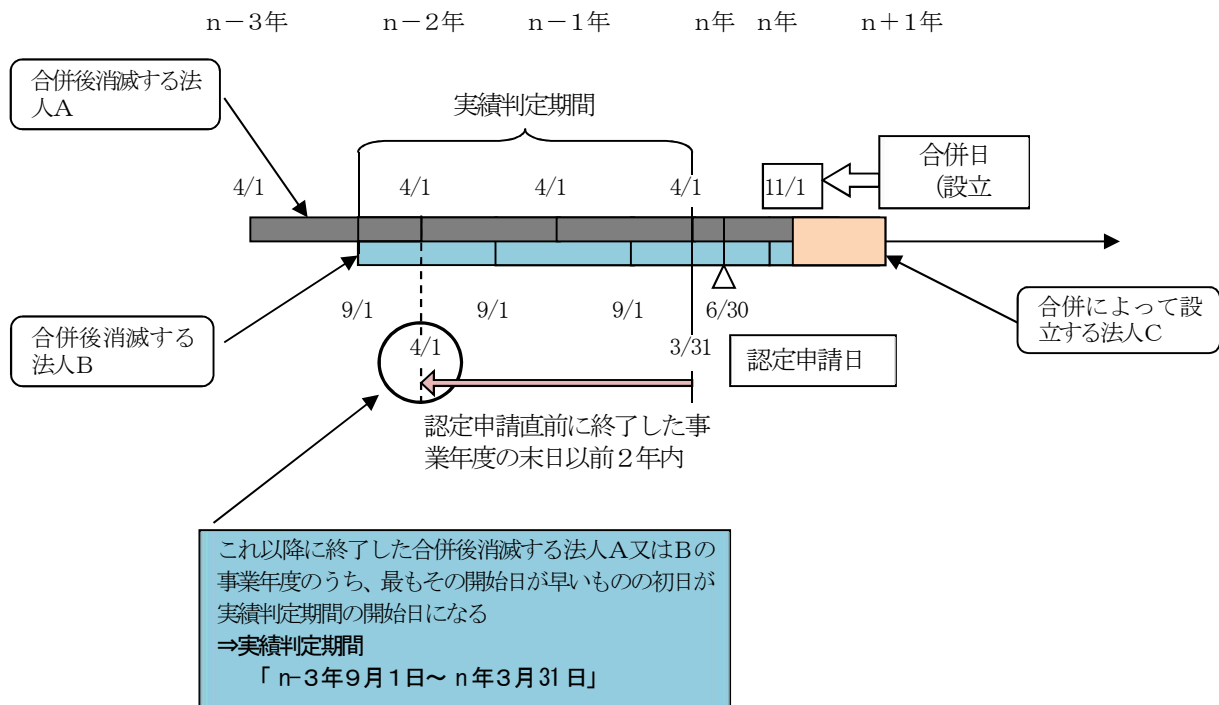 n－3年 n－2年 n－1年 n年 n年 n＋1年
合併後消滅する法
人A
実績判定期間
合併日
（設立
4/1 4/1 4/1 4/1 11/1
9/1 9/1 9/1 6/30
合併後消滅する
法人B
4/1 3/31
認定申請日
合併によって設
立する法人C
認定申請直前に終了した事
業年度の末日以前２年内
これ以降に終了した合併後消滅する法人A又はBの
事業年度のうち、最もその開始日が早いものの初日が
実績判定期間の開始日になる
⇒実績判定期間
「 n-3年9月1日～ n年3月31日」